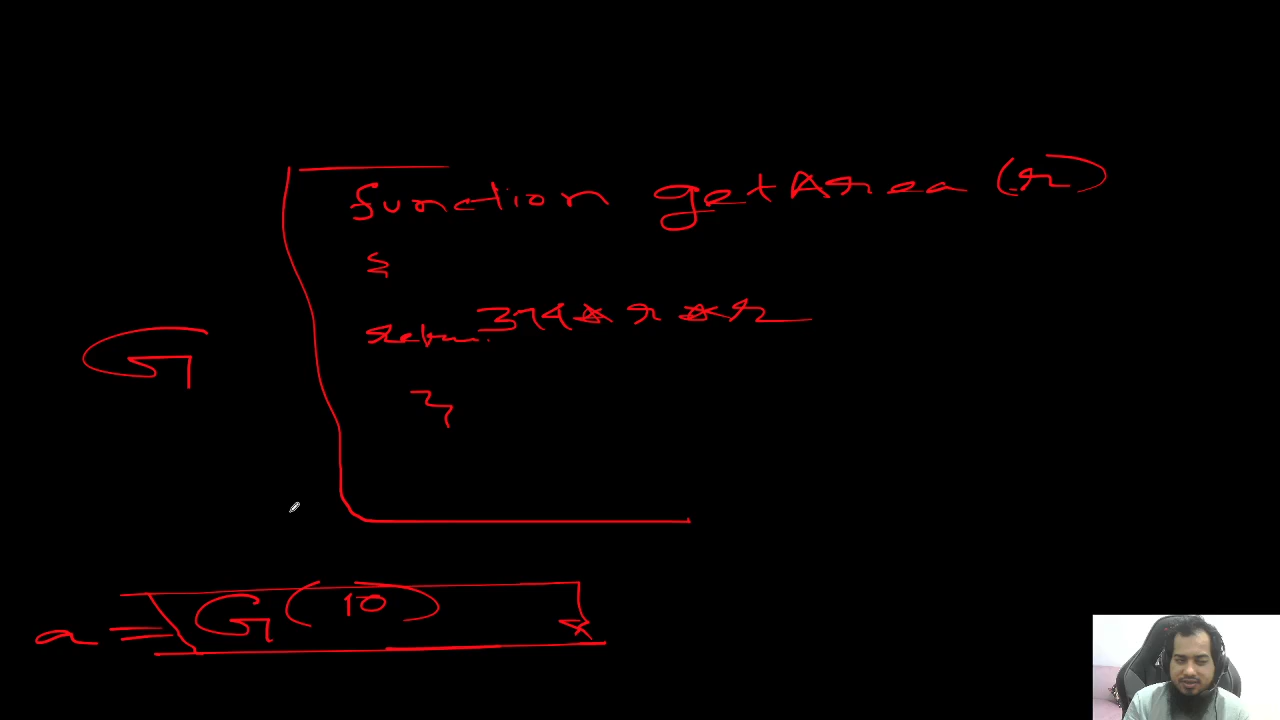 function getArea (r)
{
return 3.14 * r * r
}
G
a = G(10)